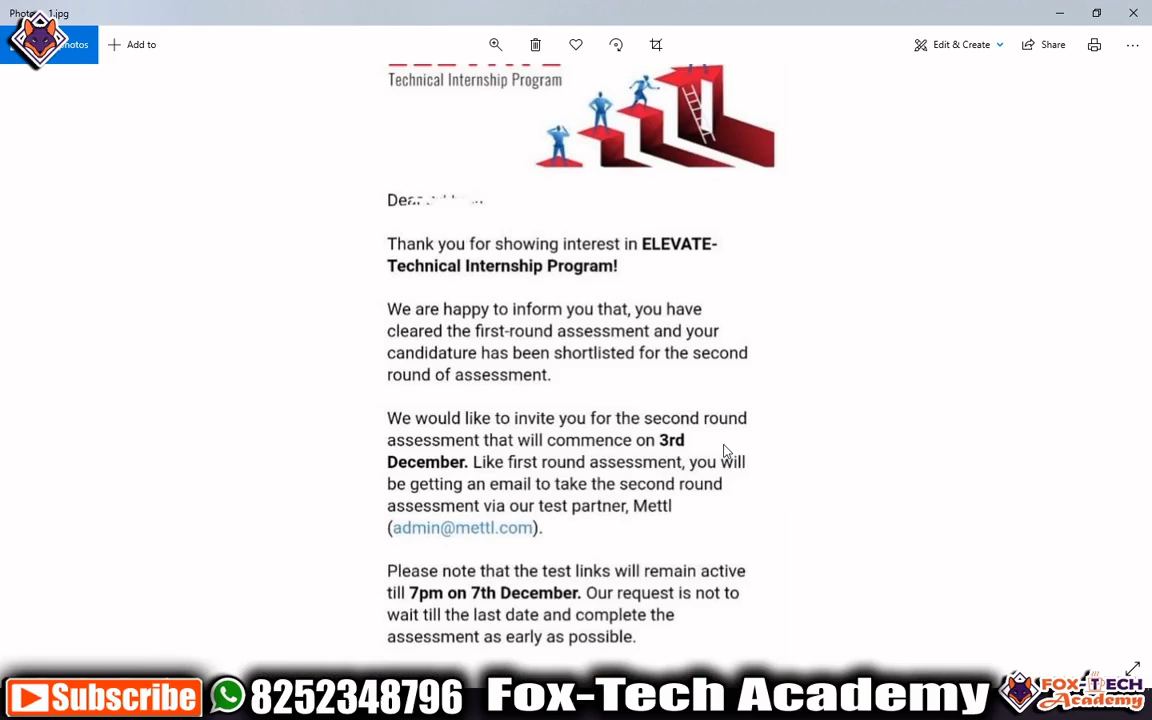 Add to
Edit & Create
Share
Technical Internship Program
Thank you for showing interest in ELEVATE-
Technical Internship Program!
We are happy to inform you that, you have
cleared the first-round assessment and your
candidature has been shortlisted for the second
round of assessment.
We would like to invite you for the second round
assessment that will commence on 3rd
December. Like first round assessment, you will
be getting an email to take the second round
assessment via our test partner, Mettl
(admin@mettl.com).
Please note that the test links will remain active
till 7pm on 7th December. Our request is not to
wait till the last date and complete the
assessment as early as possible.
Subscribe
8252348796
Fox-Tech Academy
FOX-TECH
Academy